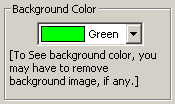 Background Color
Green
[To See background color, you
may have to remove
background image, if any.]